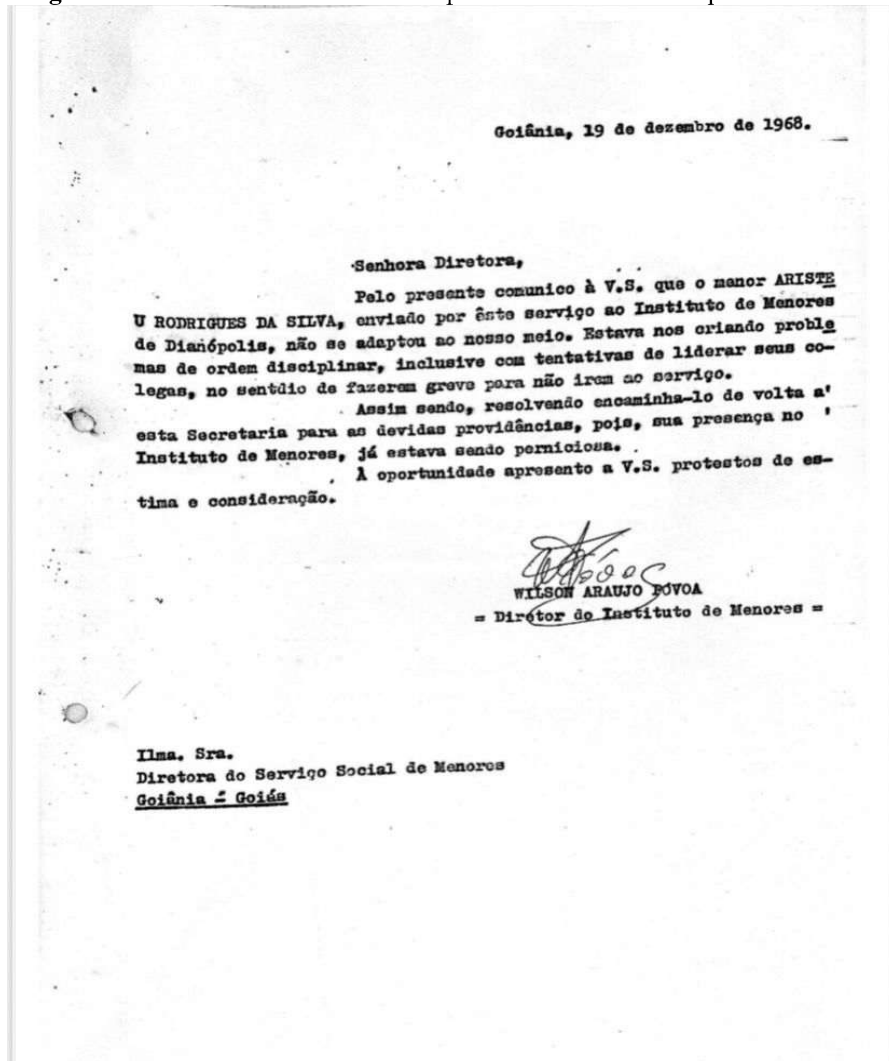 Goiânia, 19 de dezembro de 1968.
Senhora Diretora,
Pelo presente comunico à V.S. que o menor ARISTE
U RODRIGUES DA SILVA, enviado por êste serviço ao Instituto de Menores
de Dianópolis, não se adaptou ao nosso meio. Estava nos criando proble
mas de ordem disciplinar, inclusive com tentativas de liderar seus co-
legas, no sentúio de fazerem greve para não irem ao serviço.
Assim sendo, resolvendo encaminha-lo de volta a'
esta Secretaria para as devidas providências, pois, sua presença no '
Instituto de Menores, já estava sendo perniciosa.
À oportunidade apresento a V.S. protestos de es-
tima e consideração.
WILSON ARAUJO PÓVOA
= Diretor do Instituto de Menores =
Ilma. Sra.
Diretora do Serviço Social de Menores
Goiânia - Goiás